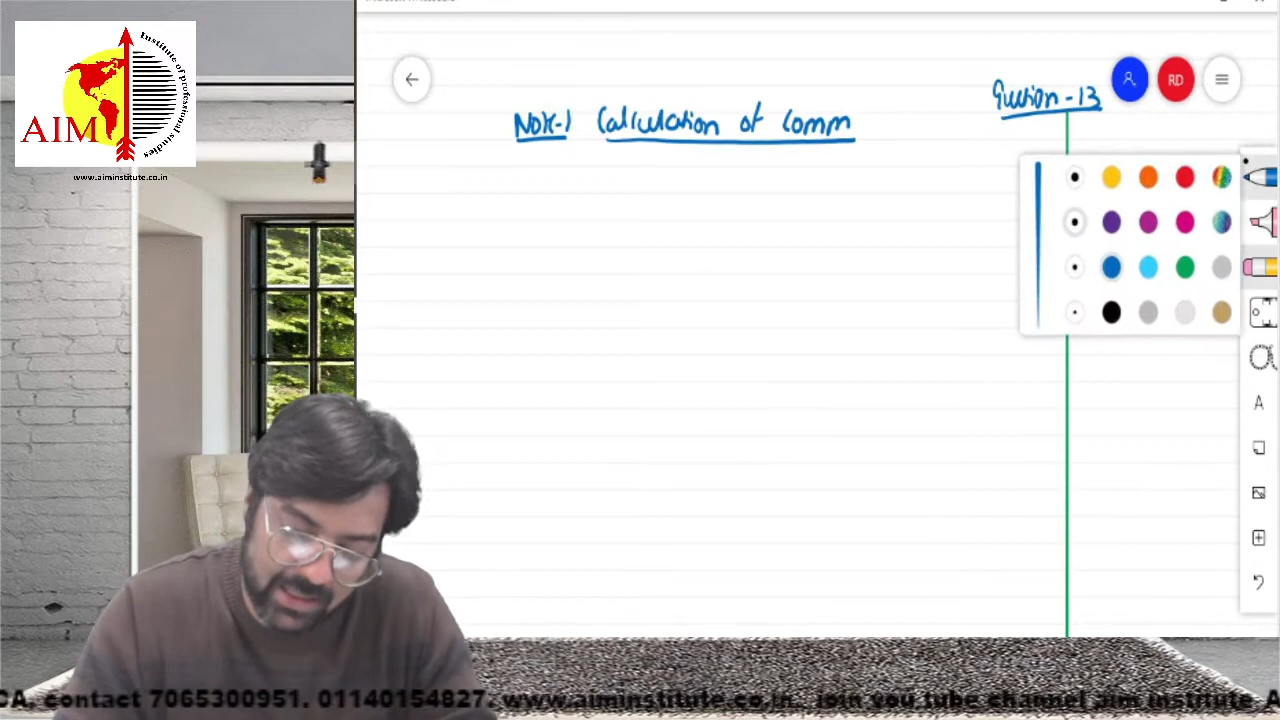 Institute of professional studies
AIM
www.aiminstitute.co.in
RD
Question-13
Note-1 Calculation of Comm
A
CA, contact 7065300951, 01140154827, www.aiminstitute.co.in, join you tube channel aim institute A